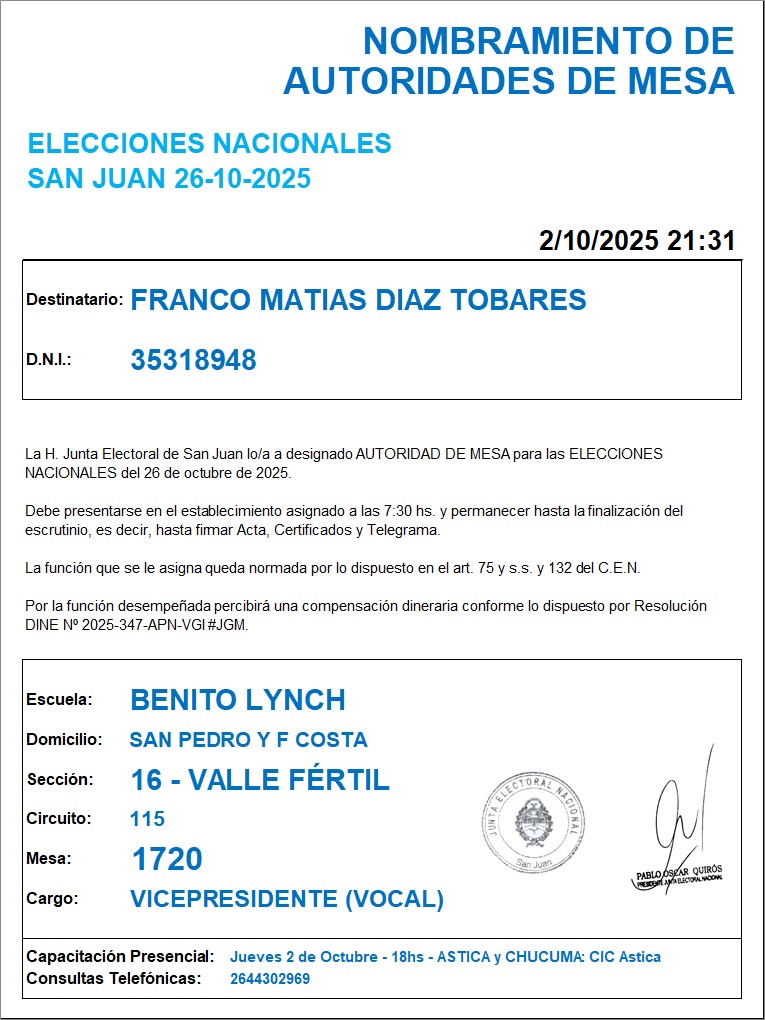 NOMBRAMIENTO DE
AUTORIDADES DE MESA
ELECCIONES NACIONALES
SAN JUAN 26-10-2025
2/10/2025 21:31
Destinatario: FRANCO MATIAS DIAZ TOBARES
D.N.I.: 35318948
La H. Junta Electoral de San Juan lo/a a designado AUTORIDAD DE MESA para las ELECCIONES
NACIONALES del 26 de octubre de 2025.
Debe presentarse en el establecimiento asignado a las 7:30 hs. y permanecer hasta la finalización del
escrutinio, es decir, hasta firmar Acta, Certificados y Telegrama.
La función que se le asigna queda normada por lo dispuesto en el art. 75 y s.s. y 132 del C.E.N.
Por la función desempeñada percibirá una compensación dineraria conforme lo dispuesto por Resolución
DINE Nº 2025-347-APN-VGI#JGM.
Escuela: BENITO LYNCH
Domicilio: SAN PEDRO Y F COSTA
Sección: 16 - VALLE FÉRTIL
Circuito: 115
Mesa: 1720
Cargo: VICEPRESIDENTE (VOCAL)
JUNTA ELECTORAL NACIONAL
San Juan
PABLO OSCAR QUIRÓS
PRESIDENTE JUNTA ELECTORAL NACIONAL
Capacitación Presencial: Jueves 2 de Octubre - 18hs - ASTICA y CHUCUMA: CIC Astica
Consultas Telefónicas: 2644302969